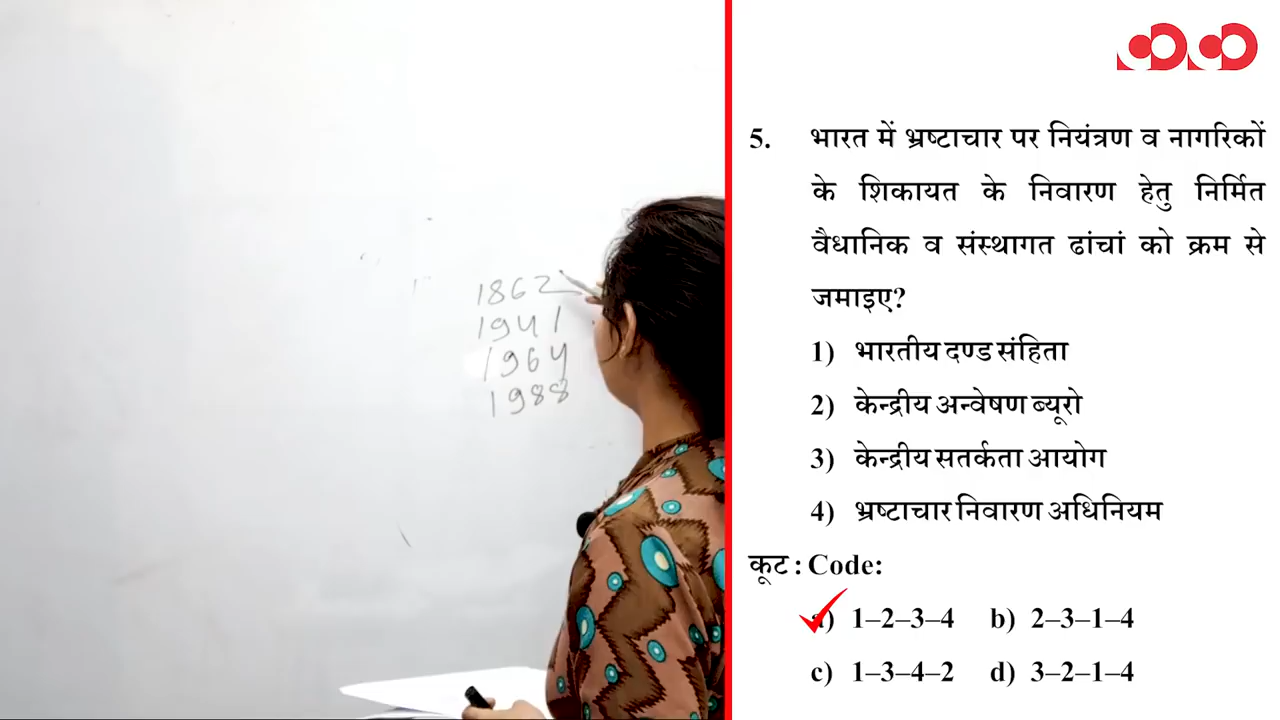 1862
1941
1964
1988
5. भारत में भ्रष्टाचार पर नियंत्रण व नागरिकों
के शिकायत के निवारण हेतु निर्मित
वैधानिक व संस्थागत ढांचां को क्रम से
जमाइए?
1) भारतीय दण्ड संहिता
2) केन्द्रीय अन्वेषण ब्यूरो
3) केन्द्रीय सतर्कता आयोग
4) भ्रष्टाचार निवारण अधिनियम
कूट : Code:
a) 1–2–3–4 b) 2–3–1–4
c) 1–3–4–2 d) 3–2–1–4